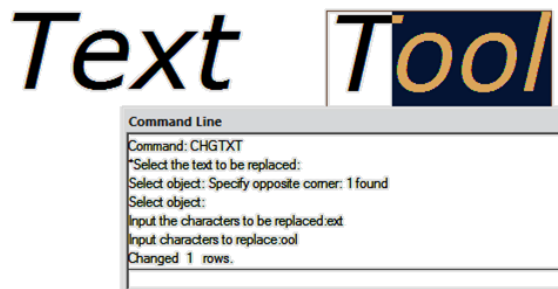 Text Tool
Command Line
Command: CHGTXT
*Select the text to be replaced:
Select object: Specify opposite corner: 1 found
Select object:
Input the characters to be replaced:ext
Input characters to replace:ool
Changed 1 rows.